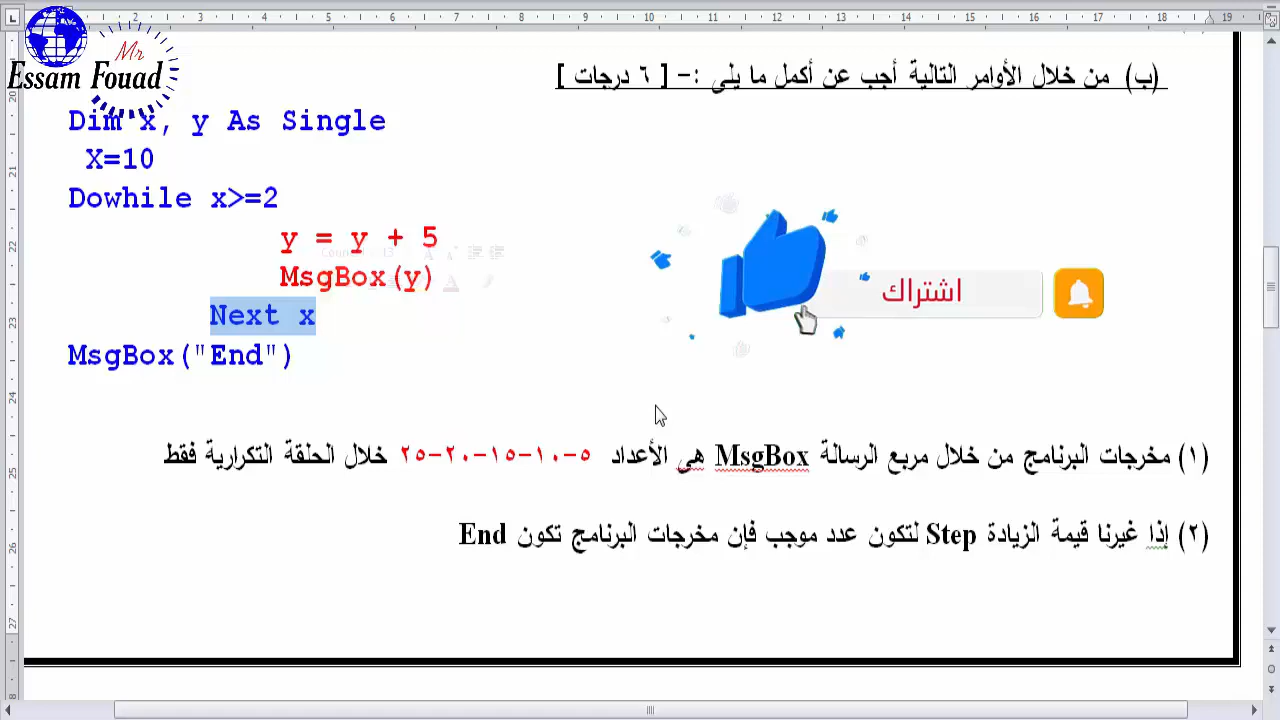 Mr
Essam Fouad
(ب) من خلال الأوامر التالية أجب عن أكمل ما يلى :- [ ٦ درجات ]
Dim x, y As Single
X=10
Dowhile x>=2
y = y + 5
MsgBox(y)
Next x
MsgBox("End")
اشتراك
(١) مخرجات البرنامج من خلال مربع الرسالة MsgBox هى الأعداد ٥-١٠-١٥-٢٠-٢٥ خلال الحلقة التكرارية فقط
(٢) إذا غيرنا قيمة الزيادة Step لتكون عدد موجب فإن مخرجات البرنامج تكون End